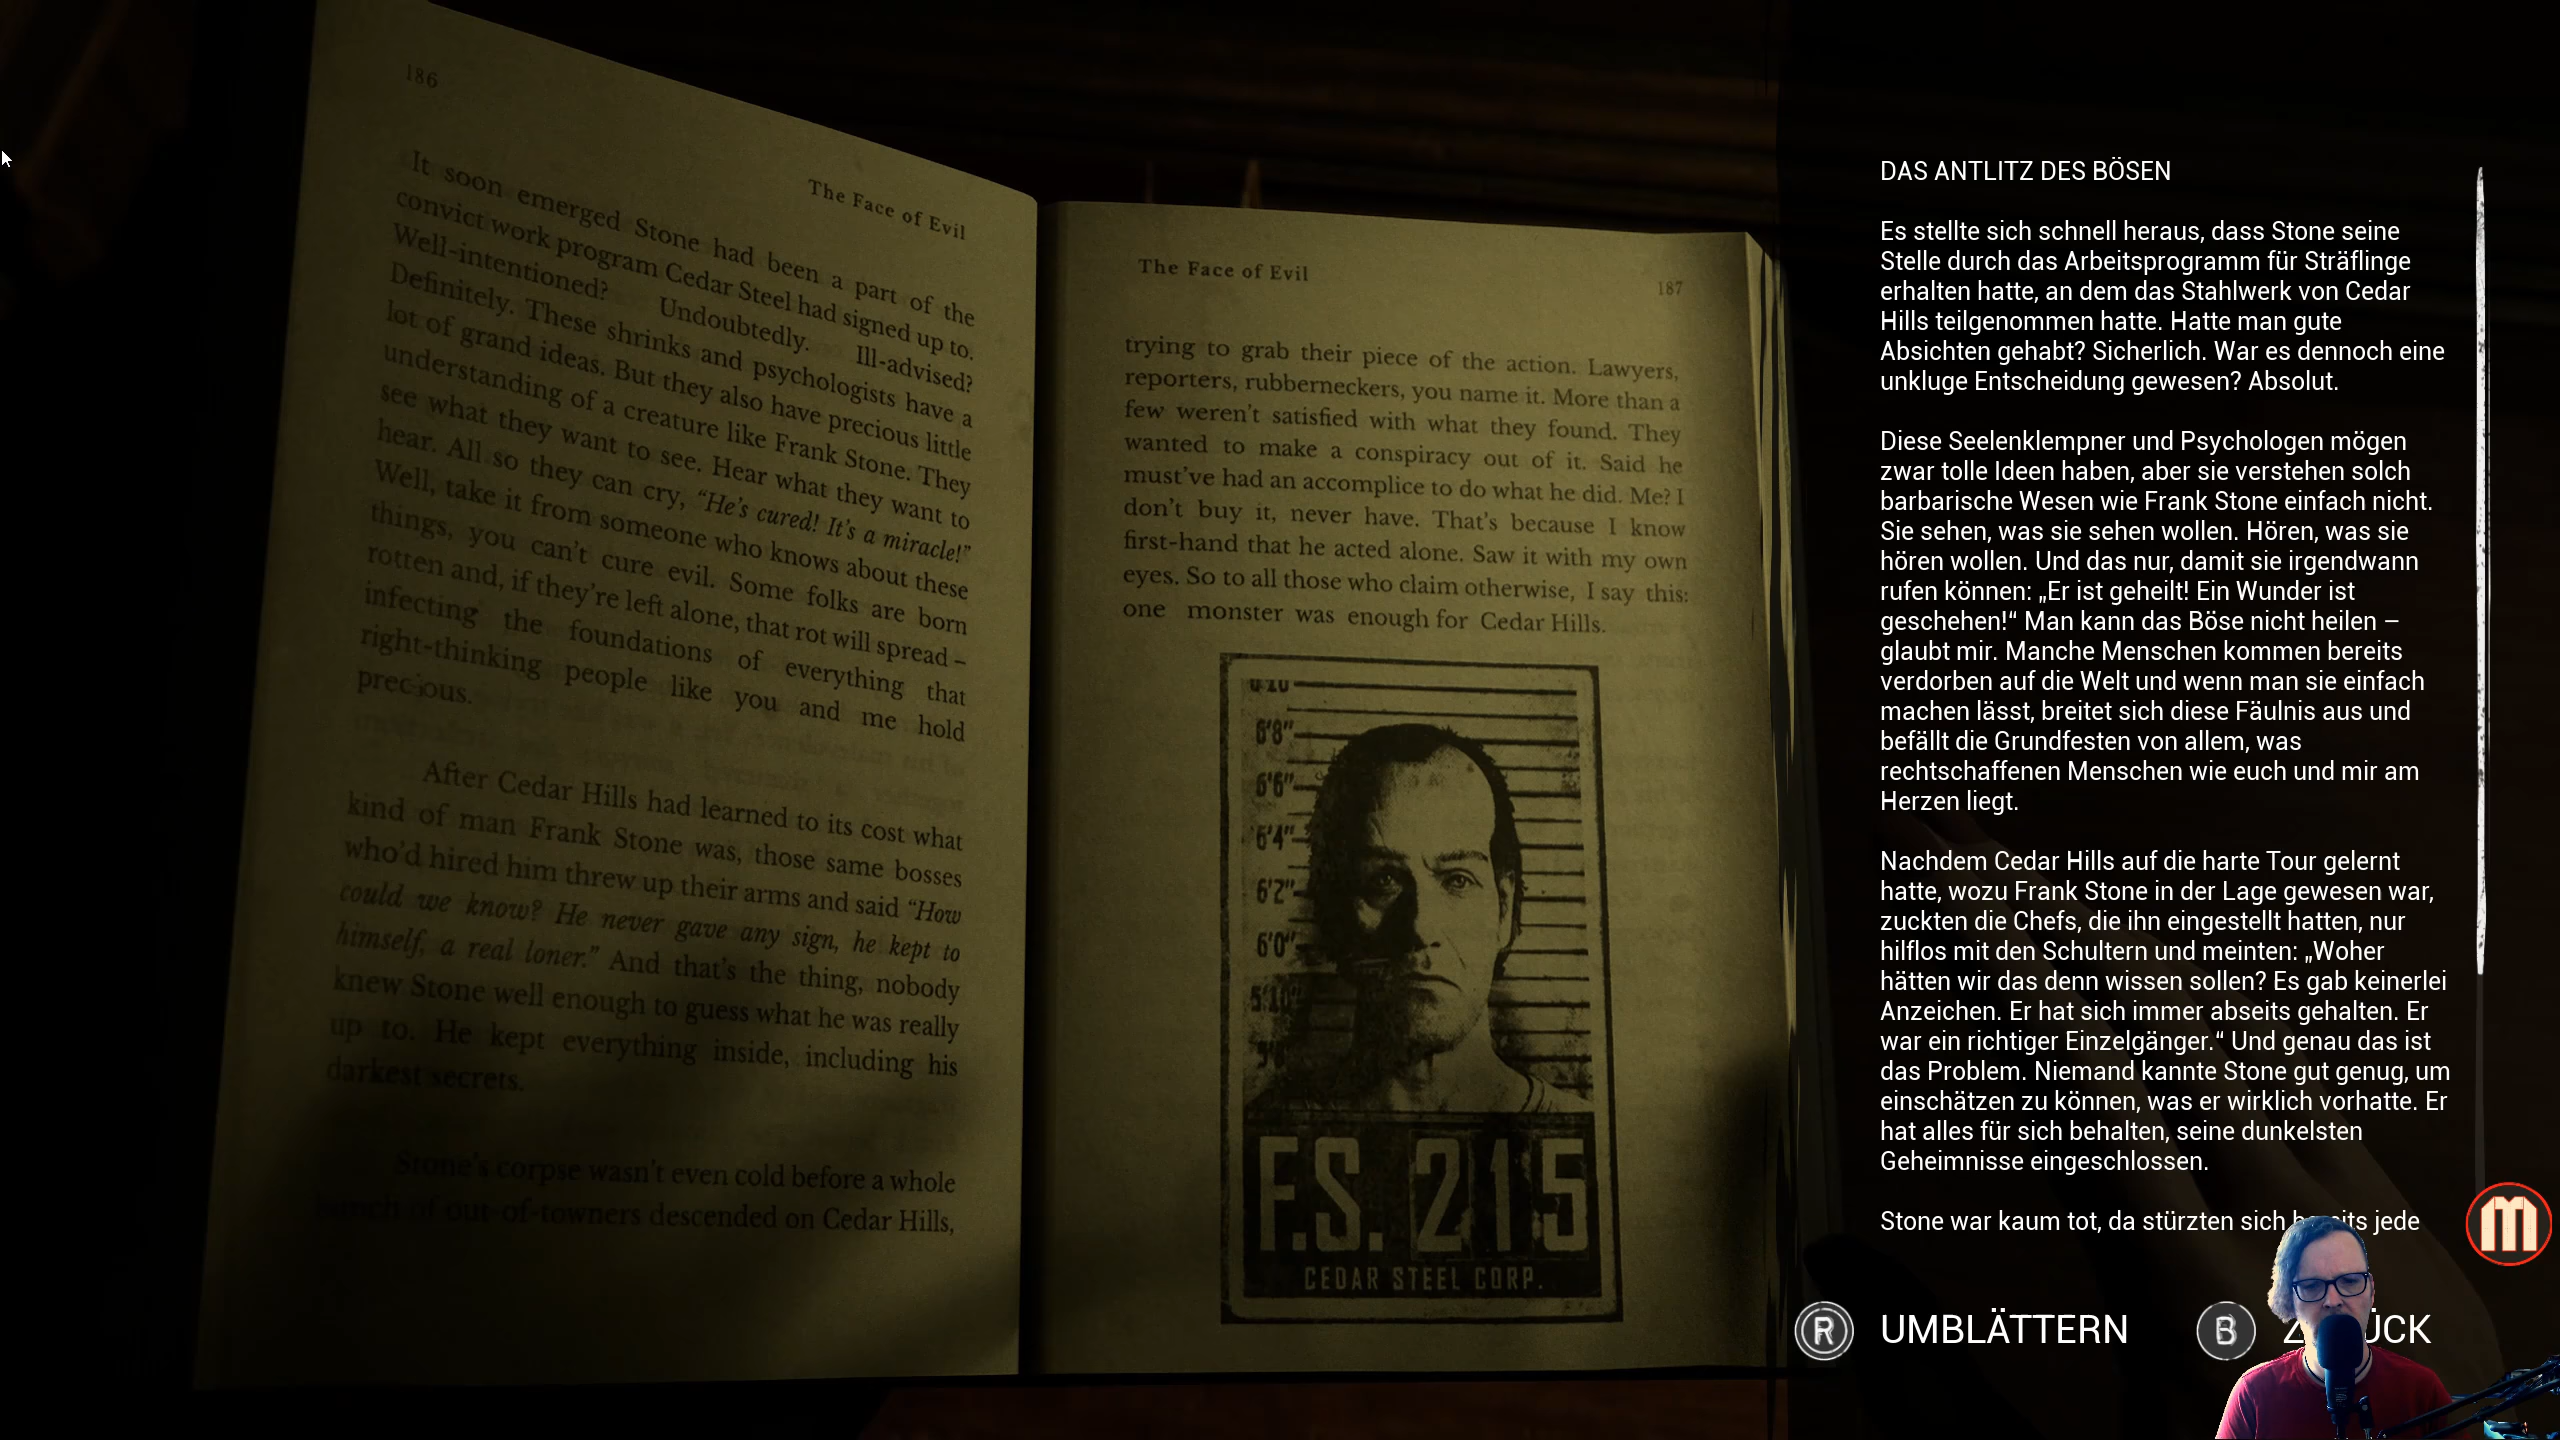 186
The Face of Evil
It soon emerged Stone had been a part of the
convict work program Cedar Steel had signed up to.
Well-intentioned? Undoubtedly. Ill-advised?
Definitely. These shrinks and psychologists have a
lot of grand ideas. But they also have precious little
understanding of a creature like Frank Stone. They
see what they want to see. Hear what they want to
hear. All so they can cry, “He’s cured! It’s a miracle!”
Well, take it from someone who knows about these
things, you can’t cure evil. Some folks are born
rotten and, if they’re left alone, that rot will spread –
infecting the foundations of everything that
right-thinking people like you and me hold
precious.
After Cedar Hills had learned to its cost what
kind of man Frank Stone was, those same bosses
who’d hired him threw up their arms and said “How
could we know? He never gave any sign, he kept to
himself, a real loner.” And that’s the thing, nobody
knew Stone well enough to guess what he was really
up to. He kept everything inside, including his
darkest secrets.
Stone’s corpse wasn’t even cold before a whole
bunch of out-of-towners descended on Cedar Hills,
The Face of Evil
187
trying to grab their piece of the action. Lawyers,
reporters, rubberneckers, you name it. More than a
few weren’t satisfied with what they found. They
wanted to make a conspiracy out of it. Said he
must’ve had an accomplice to do what he did. Me? I
don’t buy it, never have. That’s because I know
first-hand that he acted alone. Saw it with my own
eyes. So to all those who claim otherwise, I say this:
one monster was enough for Cedar Hills.
6'8"
6'6"
6'4"
6'2"
6'0"
5'10"
F.S. 215
CEDAR STEEL CORP.
DAS ANTLITZ DES BÖSEN
Es stellte sich schnell heraus, dass Stone seine
Stelle durch das Arbeitsprogramm für Sträflinge
erhalten hatte, an dem das Stahlwerk von Cedar
Hills teilgenommen hatte. Hatte man gute
Absichten gehabt? Sicherlich. War es dennoch eine
unkluge Entscheidung gewesen? Absolut.
Diese Seelenklempner und Psychologen mögen
zwar tolle Ideen haben, aber sie verstehen solch
barbarische Wesen wie Frank Stone einfach nicht.
Sie sehen, was sie sehen wollen. Hören, was sie
hören wollen. Und das nur, damit sie irgendwann
rufen können: „Er ist geheilt! Ein Wunder ist
geschehen!“ Man kann das Böse nicht heilen –
glaubt mir. Manche Menschen kommen bereits
verdorben auf die Welt und wenn man sie einfach
machen lässt, breitet sich diese Fäulnis aus und
befällt die Grundfesten von allem, was
rechtschaffenen Menschen wie euch und mir am
Herzen liegt.
Nachdem Cedar Hills auf die harte Tour gelernt
hatte, wozu Frank Stone in der Lage gewesen war,
zuckten die Chefs, die ihn eingestellt hatten, nur
hilflos mit den Schultern und meinten: „Woher
hätten wir das denn wissen sollen? Es gab keinerlei
Anzeichen. Er hat sich immer abseits gehalten. Er
war ein richtiger Einzelgänger.“ Und genau das ist
das Problem. Niemand kannte Stone gut genug, um
einschätzen zu können, was er wirklich vorhatte. Er
hat alles für sich behalten, seine dunkelsten
Geheimnisse eingeschlossen.
Stone war kaum tot, da stürzten sich bereits jede
M
R UMBLÄTTERN
B